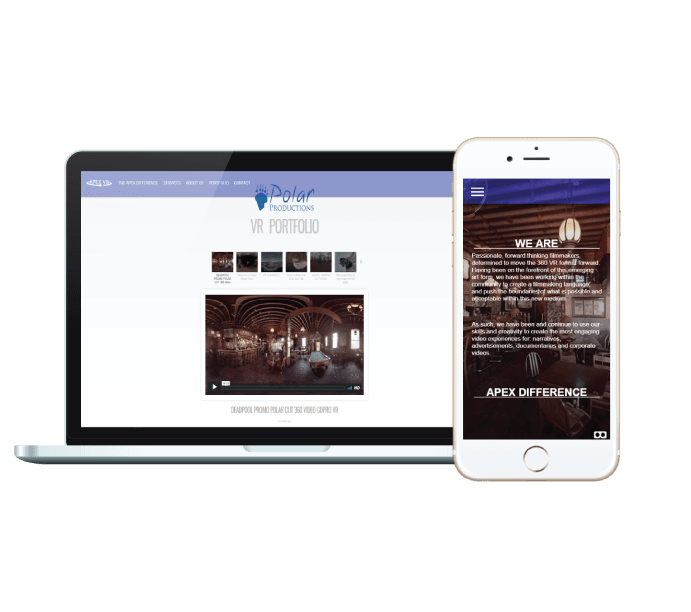 APEX VR
THE APEX DIFFERENCE SERVICES ABOUT US PORTFOLIO CONTACT
Polar
PRODUCTIONS
VR PORTFOLIO
HD
DEADPOOL PROMO POLAR CUT 360 VIDEO GOPRO VR
WE ARE
Passionate, forward thinking filmmakers,
determined to move the 360 VR format forward.
Having been on the forefront of this emerging
art form, we have been working within the
community to create a filmmaking language,
and push the boundaries of what is possible and
acceptable within this new medium.
As such, we have been and continue to use our
skills and creativity to create the most engaging
video experiences for: narratives,
advertisements, documentaries and corporate
videos.
APEX DIFFERENCE